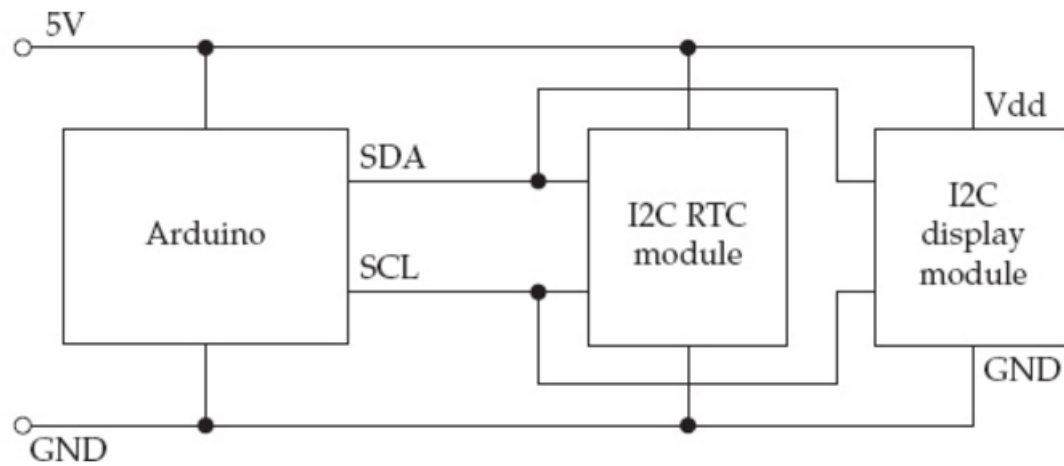 5V
Vdd
SDA
I2C RTC
module
I2C
display
module
Arduino
SCL
GND
GND